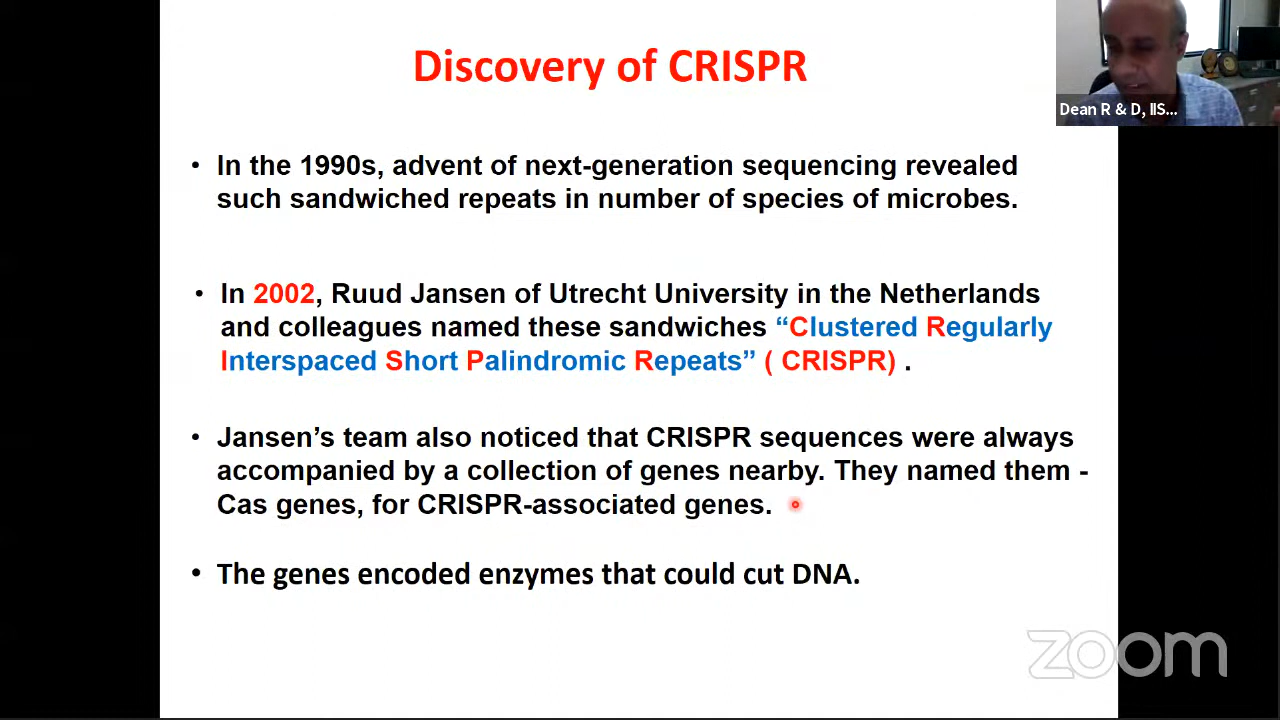 Discovery of CRISPR
Dean R & D, IIS...
• In the 1990s, advent of next-generation sequencing revealed
such sandwiched repeats in number of species of microbes.
• In 2002, Ruud Jansen of Utrecht University in the Netherlands
and colleagues named these sandwiches “Clustered Regularly
Interspaced Short Palindromic Repeats” ( CRISPR) .
• Jansen’s team also noticed that CRISPR sequences were always
accompanied by a collection of genes nearby. They named them -
Cas genes, for CRISPR-associated genes.
• The genes encoded enzymes that could cut DNA.
zoom